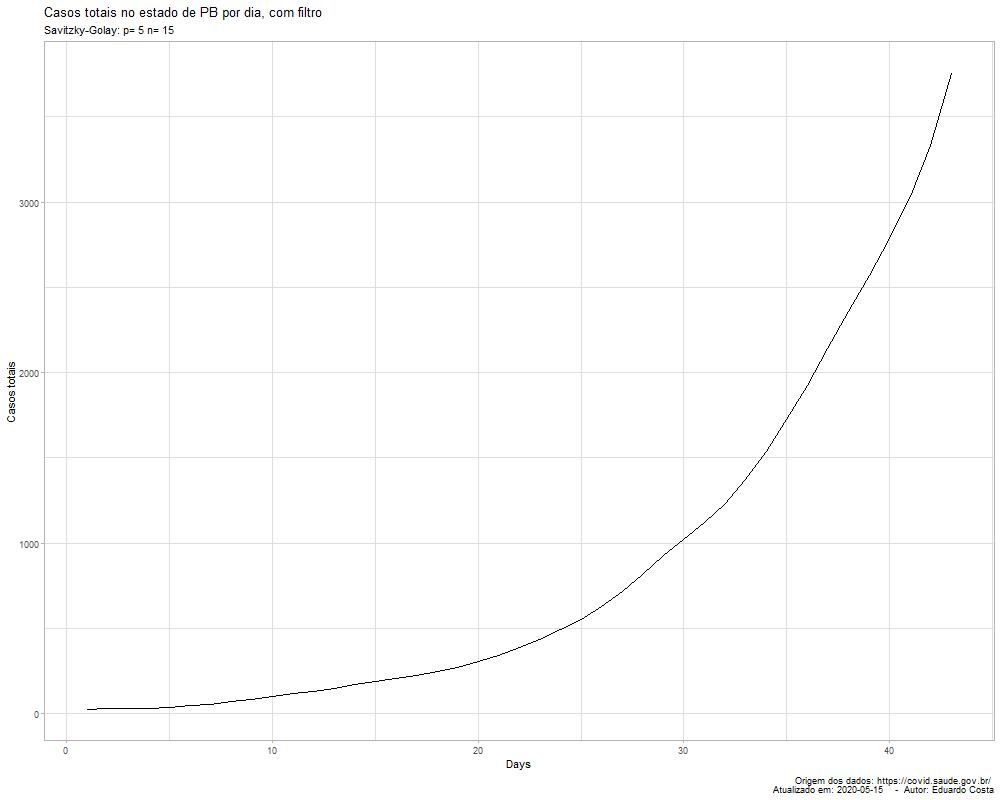 Casos totais no estado de PB por dia, com filtro
Savitzky-Golay: p= 5 n= 15
Casos totais
3000
2000
1000
0
0 10 20 30 40
Days
Origem dos dados: https://covid.saude.gov.br/
Atualizado em: 2020-05-15 - Autor: Eduardo Costa